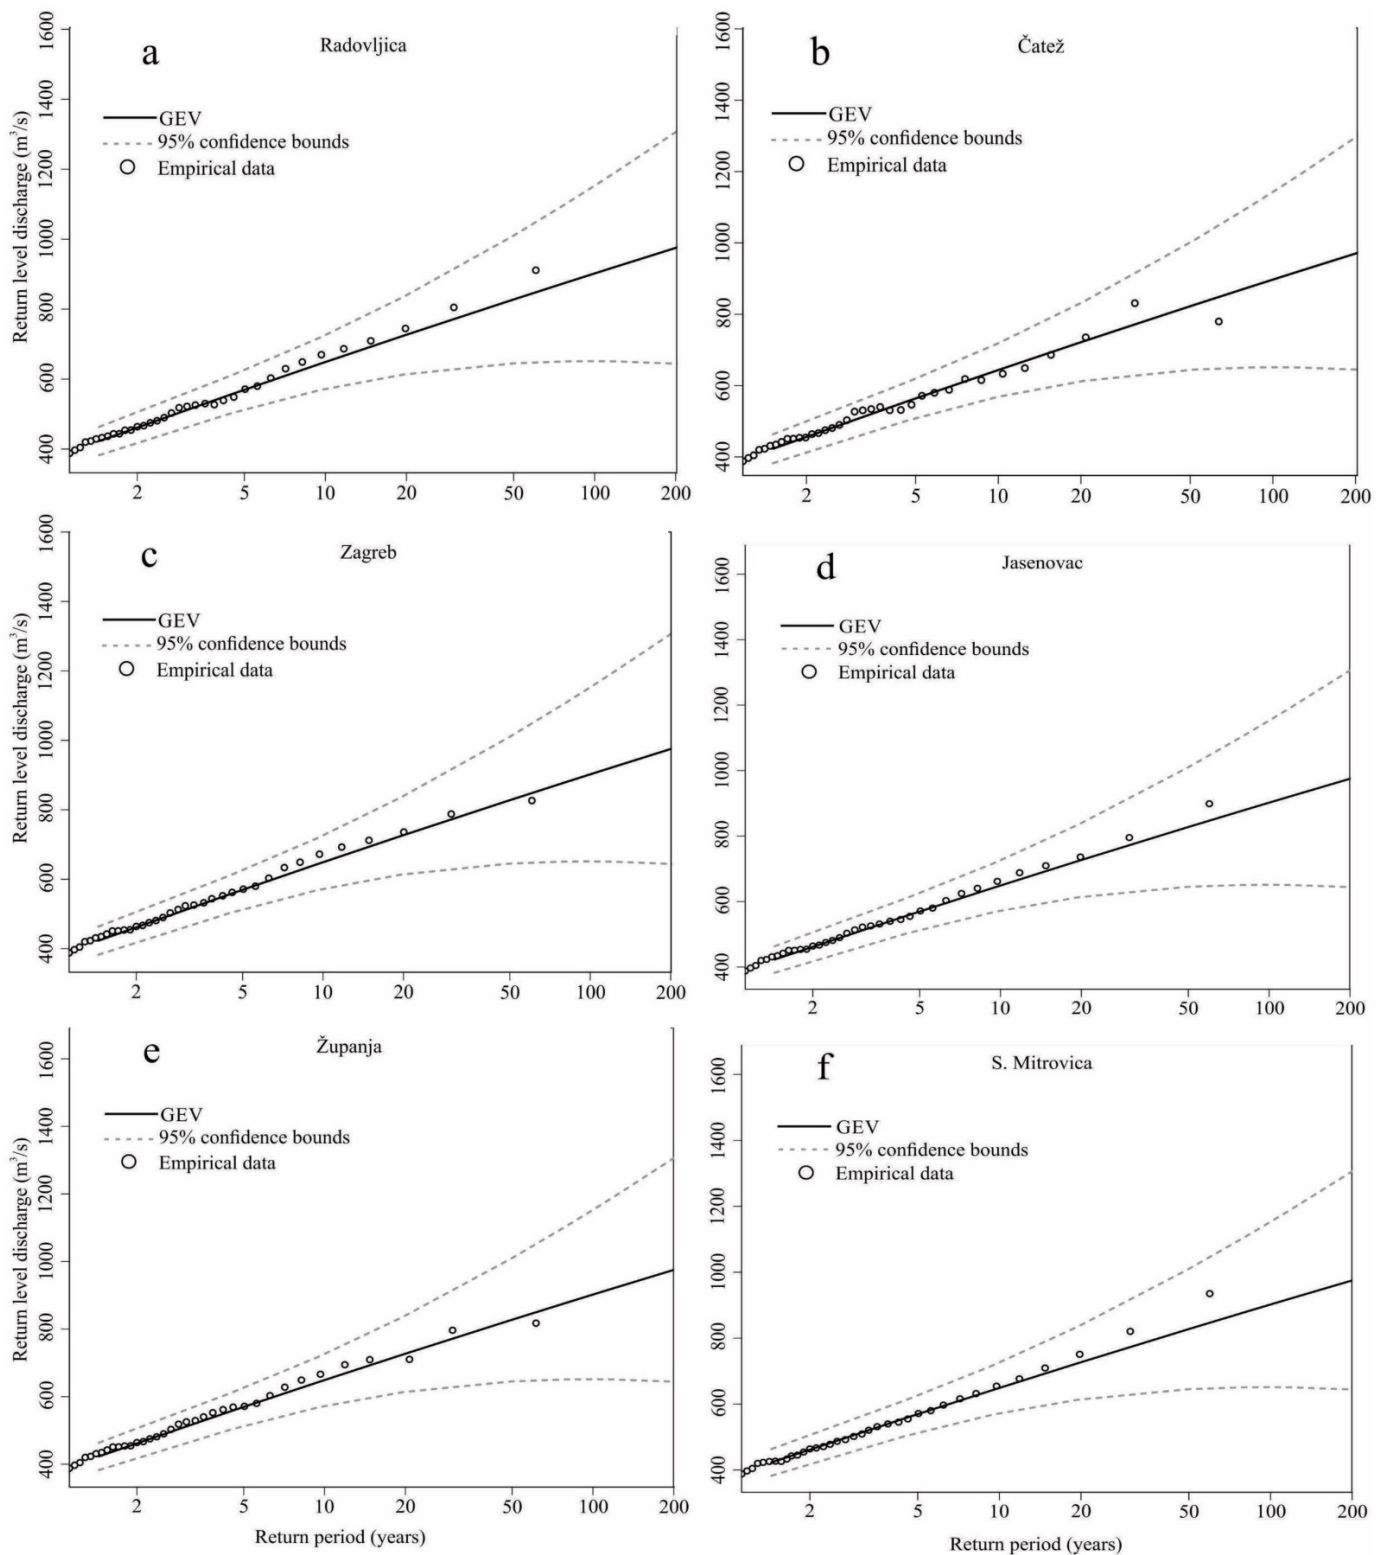 a
Radovljica
GEV
95% confidence bounds
Empirical data
Return level discharge (m³/s)
1600
1400
1200
1000
800
600
400
2 5 10 20 50 100 200
b
Čatež
GEV
95% confidence bounds
Empirical data
1600
1400
1200
1000
800
600
400
2 5 10 20 50 100 200
c
Zagreb
GEV
95% confidence bounds
Empirical data
Return level discharge (m³/s)
1600
1400
1200
1000
800
600
400
2 5 10 20 50 100 200
d
Jasenovac
GEV
95% confidence bounds
Empirical data
1600
1400
1200
1000
800
600
400
2 5 10 20 50 100 200
e
Županja
GEV
95% confidence bounds
Empirical data
Return level discharge (m³/s)
1600
1400
1200
1000
800
600
400
2 5 10 20 50 100 200
Return period (years)
f
S. Mitrovica
GEV
95% confidence bounds
Empirical data
1600
1400
1200
1000
800
600
400
2 5 10 20 50 100 200
Return period (years)